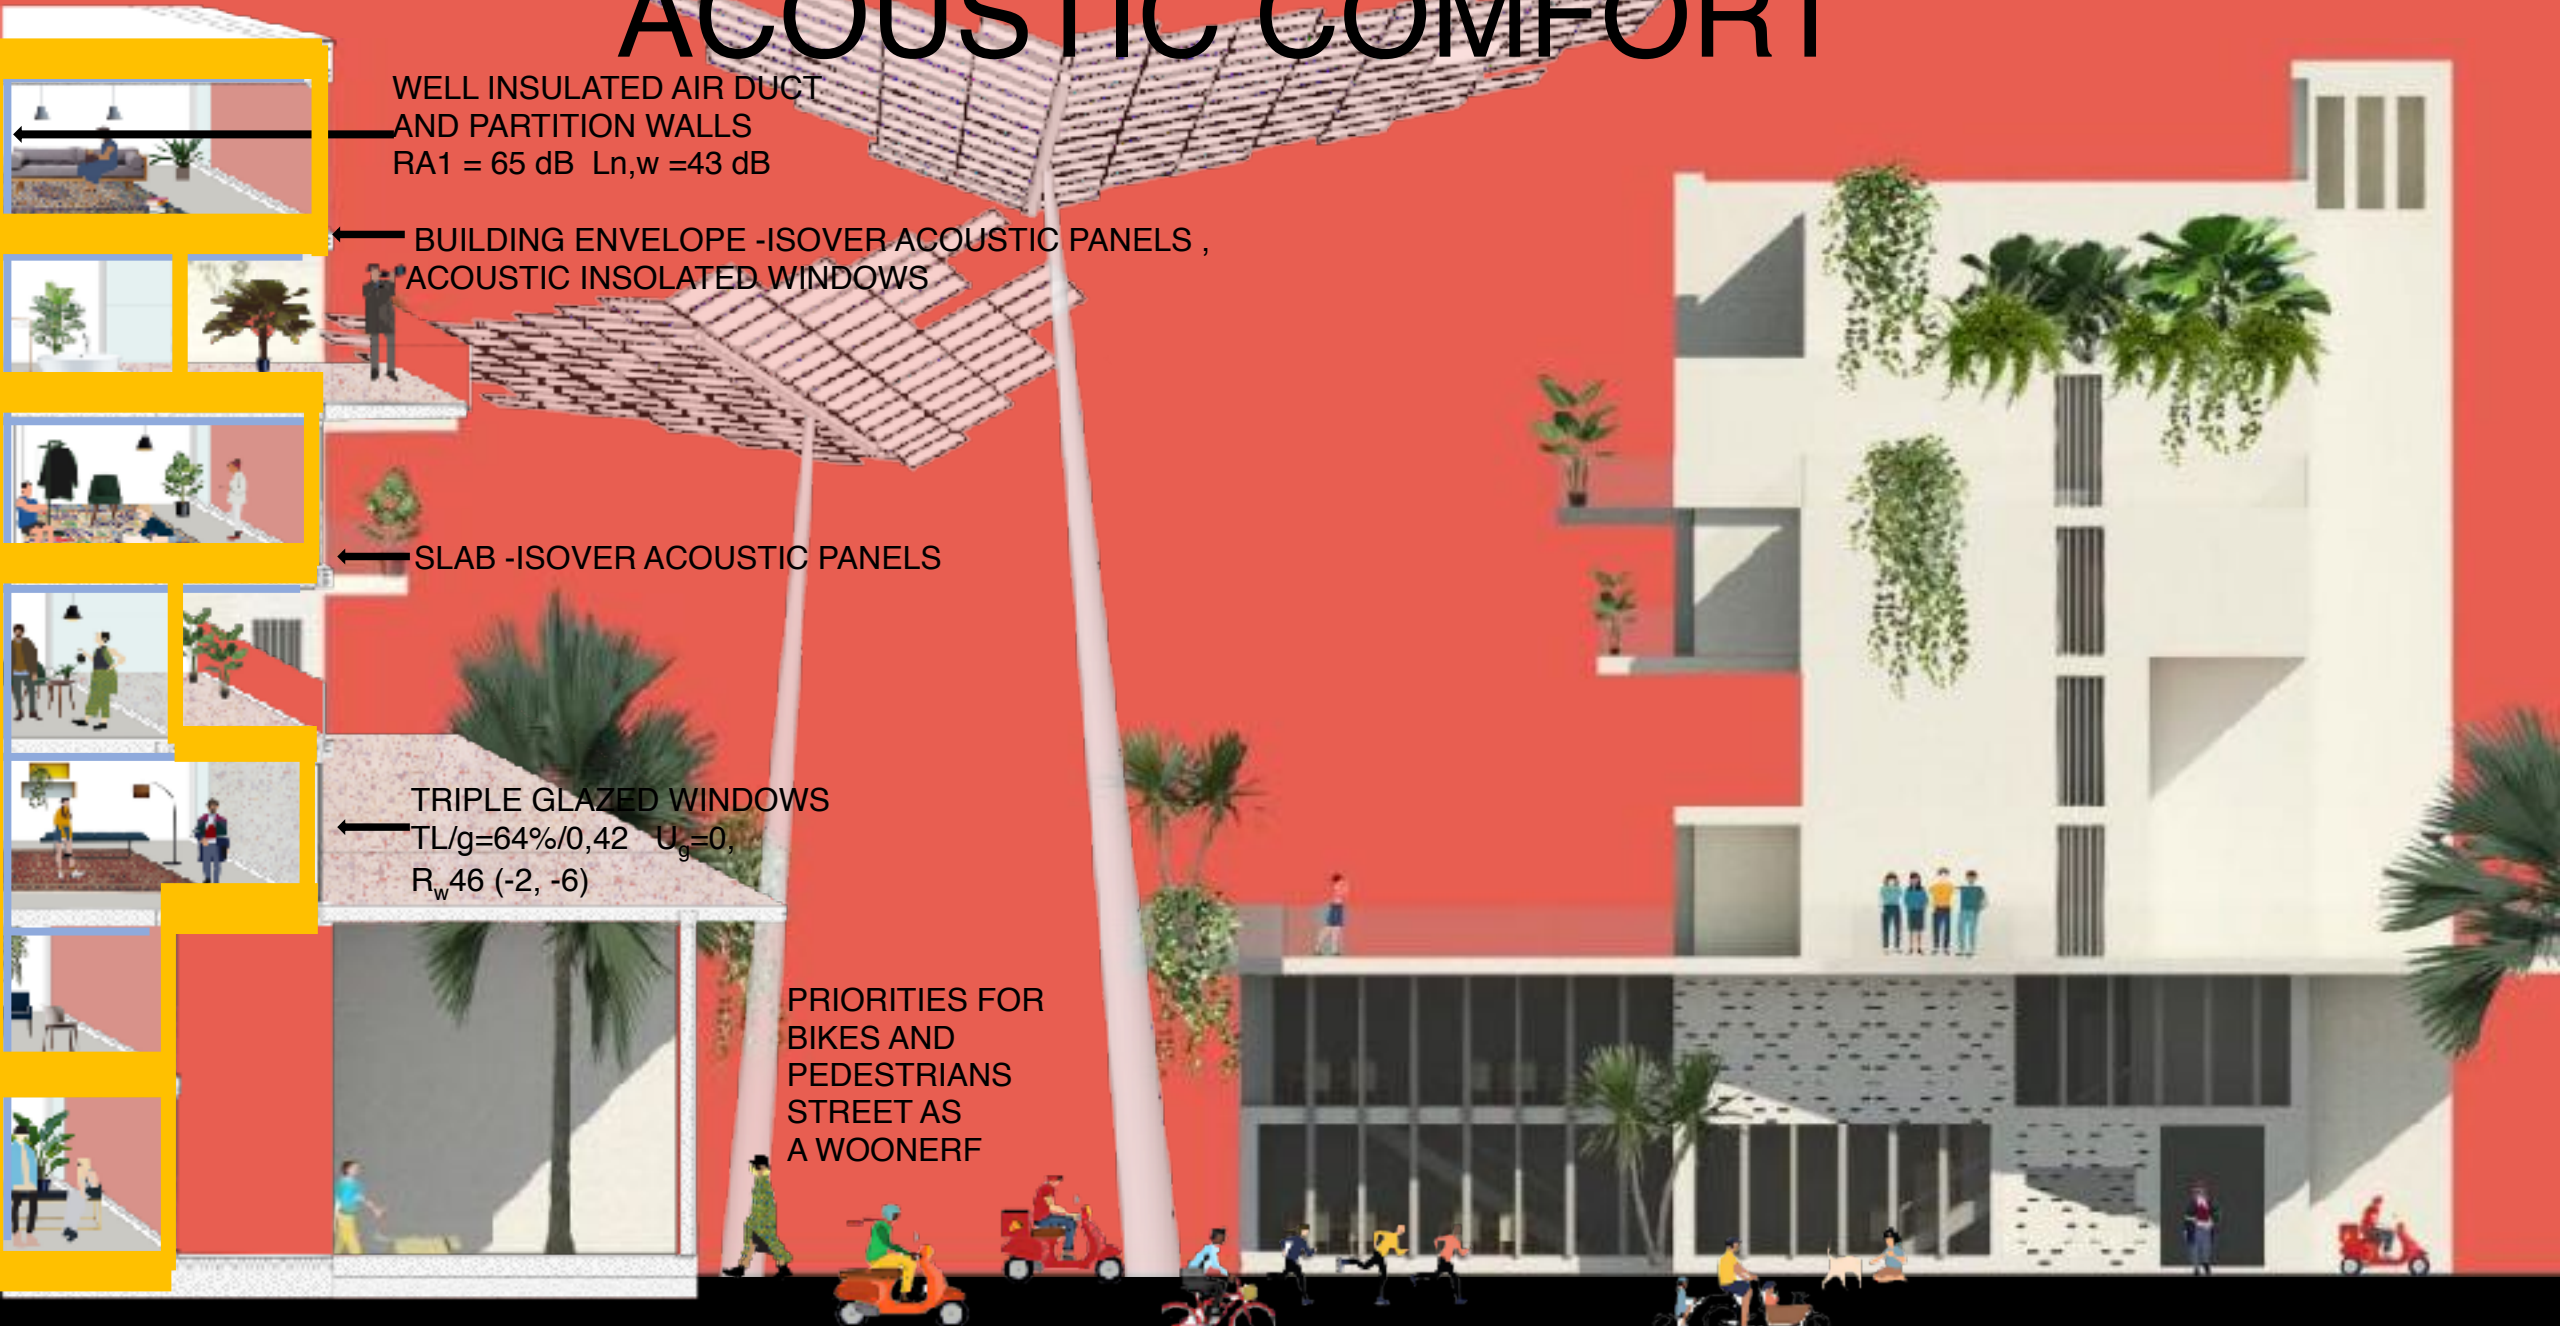 ACOUSTIC COMFORT
WELL INSULATED AIR DUCT
AND PARTITION WALLS
RA1 = 65 dB  Ln,w =43 dB
BUILDING ENVELOPE -ISOVER ACOUSTIC PANELS ,
ACOUSTIC INSOLATED WINDOWS
SLAB -ISOVER ACOUSTIC PANELS
TRIPLE GLAZED WINDOWS
TL/g=64%/0,42   Ug=0,
Rw46 (-2, -6)
PRIORITIES FOR
BIKES AND
PEDESTRIANS
STREET AS
A WOONERF